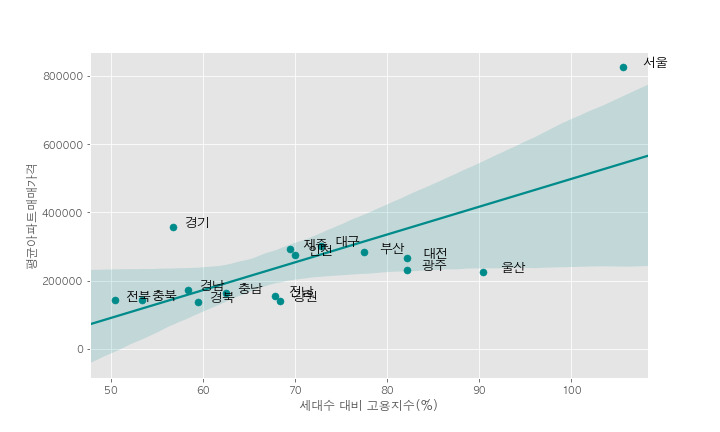 서울
800000
600000
400000
200000
0
평균아파트매매가격
경기
제주
인천
대구
부산
대전
광주
울산
전북
충북
경남
경북
충남
전남
강원
50
60
70
80
90
100
세대수 대비 고용지수(%)